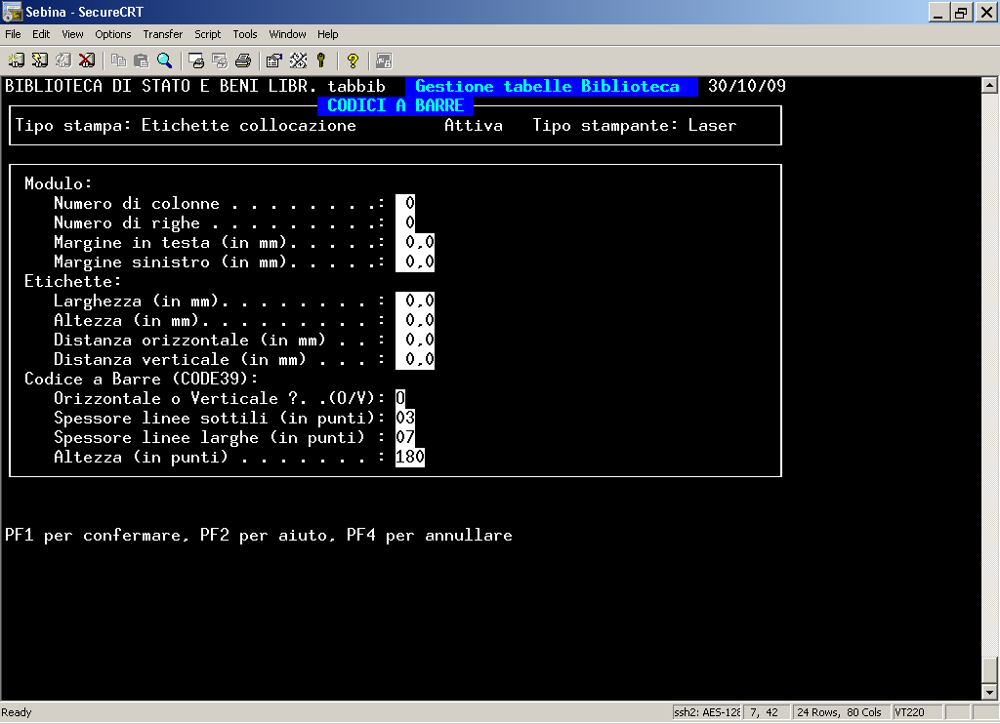 Sebina - SecureCRT
File Edit View Options Transfer Script Tools Window Help
BIBLIOTECA DI STATO E BENI LIBR. tabbib Gestione tabelle Biblioteca 30/10/09
CODICI A BARRE
Tipo stampa: Etichette collocazione Attiva Tipo stampante: Laser
Modulo:
Numero di colonne . . . . . . . .: 0
Numero di righe . . . . . . . . .: 0
Margine in testa (in mm). . . . .: 0,0
Margine sinistro (in mm). . . . .: 0,0
Etichette:
Larghezza (in mm). . . . . . . . : 0,0
Altezza (in mm). . . . . . . . . : 0,0
Distanza orizzontale (in mm) . . : 0,0
Distanza verticale (in mm) . . . : 0,0
Codice a Barre (CODE39):
Orizzontale o Verticale ?. .(O/V): O
Spessore linee sottili (in punti): 03
Spessore linee larghe (in punti) : 07
Altezza (in punti) . . . . . . . : 180
PF1 per confermare, PF2 per aiuto, PF4 per annullare
Ready ssh2: AES-128 7, 42 24 Rows, 80 Cols VT220